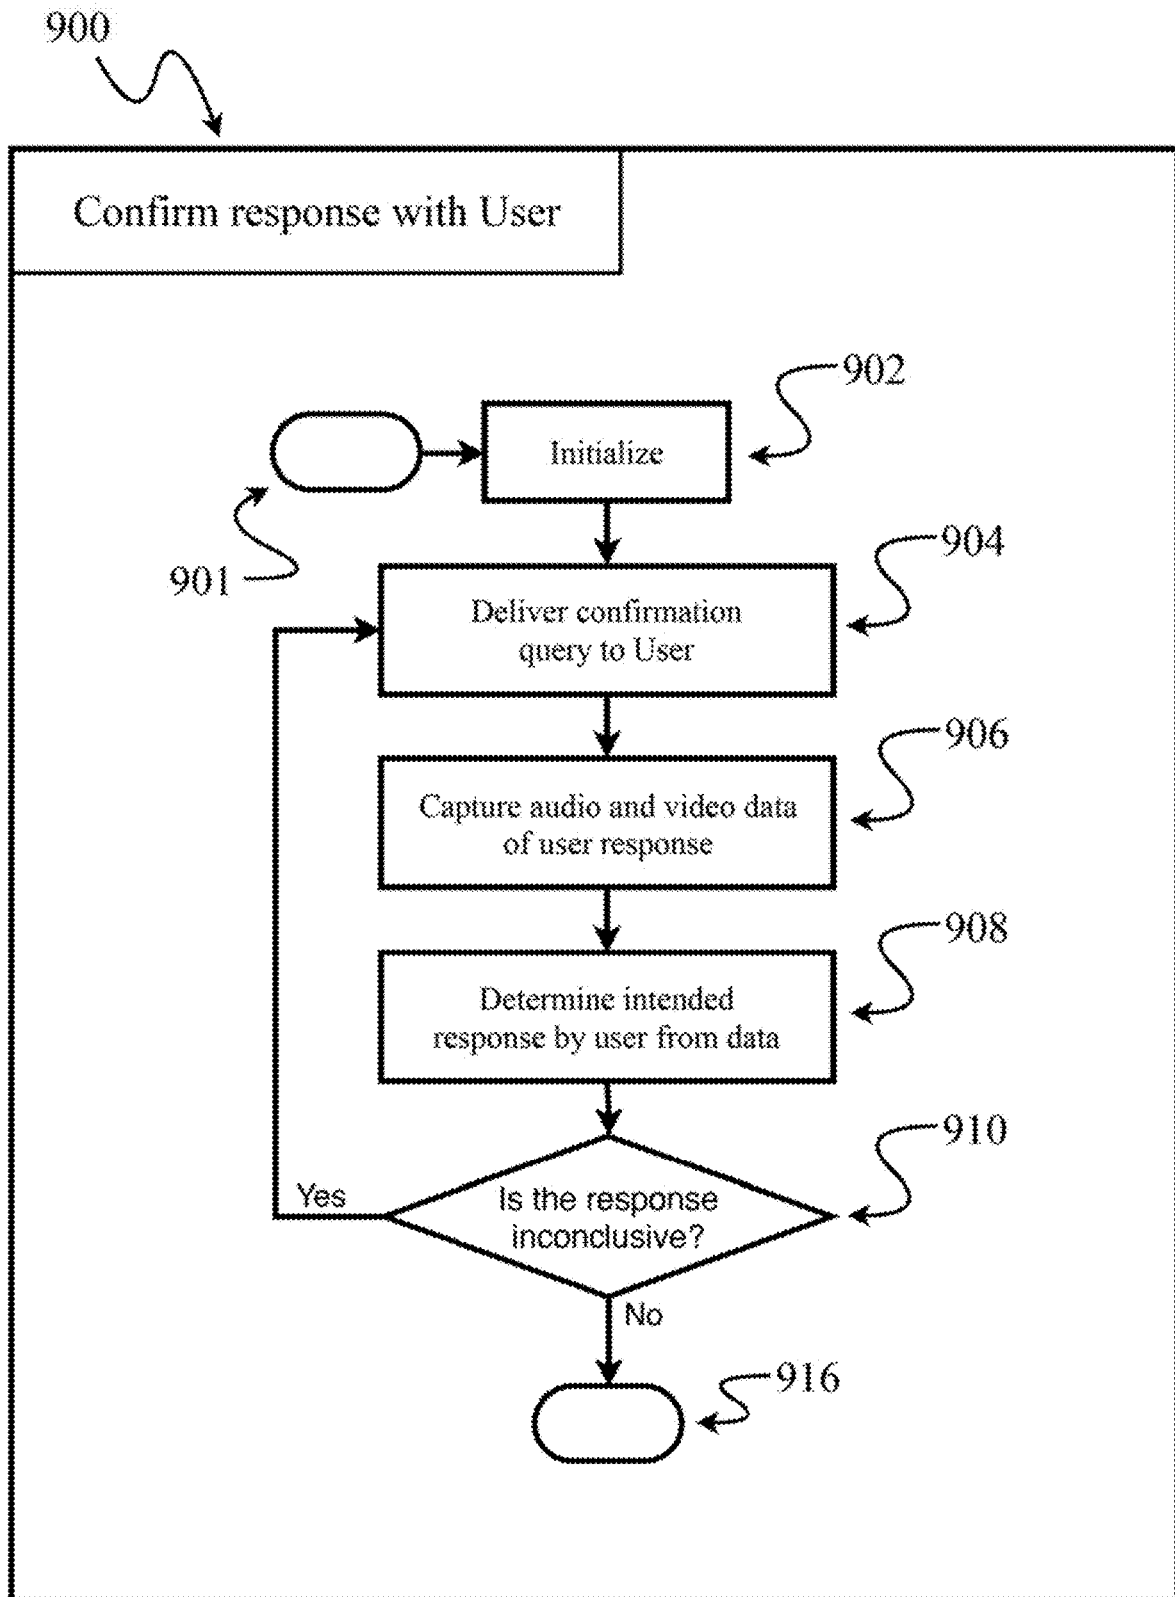 900
Confirm response with User
902
Initialize
901
904
Deliver confirmation
query to User
906
Capture audio and video data
of user response
908
Determine intended
response by user from data
910
Yes
Is the response
inconclusive?
No
916